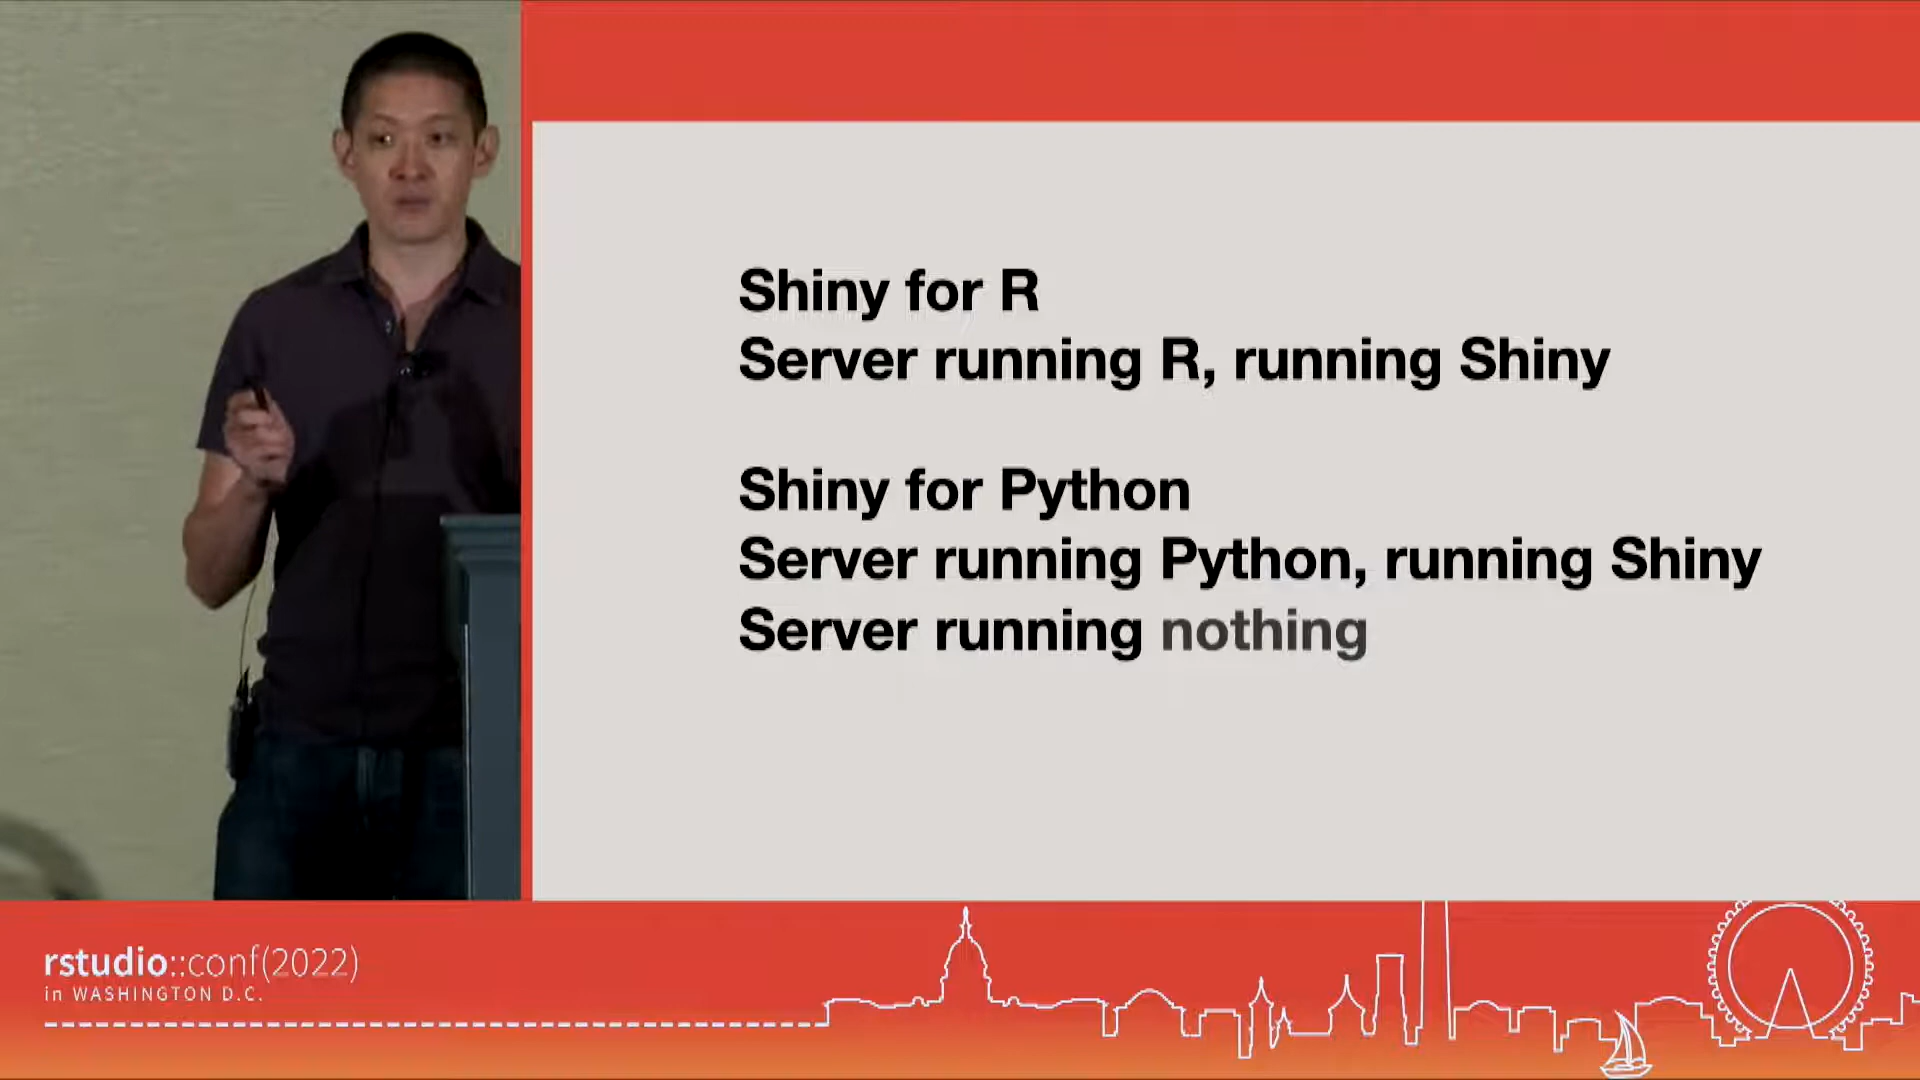 Shiny for R
Server running R, running Shiny
Shiny for Python
Server running Python, running Shiny
Server running nothing
rstudio::conf(2022)
in WASHINGTON D.C.